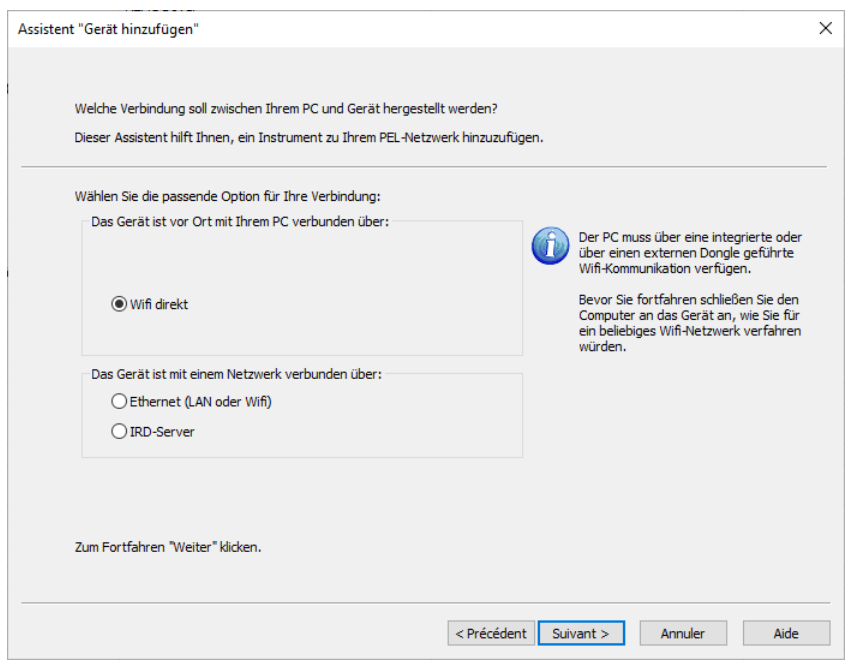 Assistent "Gerät hinzufügen"
Welche Verbindung soll zwischen Ihrem PC und Gerät hergestellt werden?
Dieser Assistent hilft Ihnen, ein Instrument zu Ihrem PEL-Netzwerk hinzuzufügen.
Wählen Sie die passende Option für Ihre Verbindung:
Das Gerät ist vor Ort mit Ihrem PC verbunden über:
Wifi direkt
Der PC muss über eine integrierte oder
über einen externen Dongle geführte
Wifi-Kommunikation verfügen.
Bevor Sie fortfahren schließen Sie den
Computer an das Gerät an, wie Sie für
ein beliebiges Wifi-Netzwerk verfahren
würden.
Das Gerät ist mit einem Netzwerk verbunden über:
Ethernet (LAN oder Wifi)
IRD-Server
Zum Fortfahren "Weiter" klicken.
< Précédent Suivant > Annuler Aide